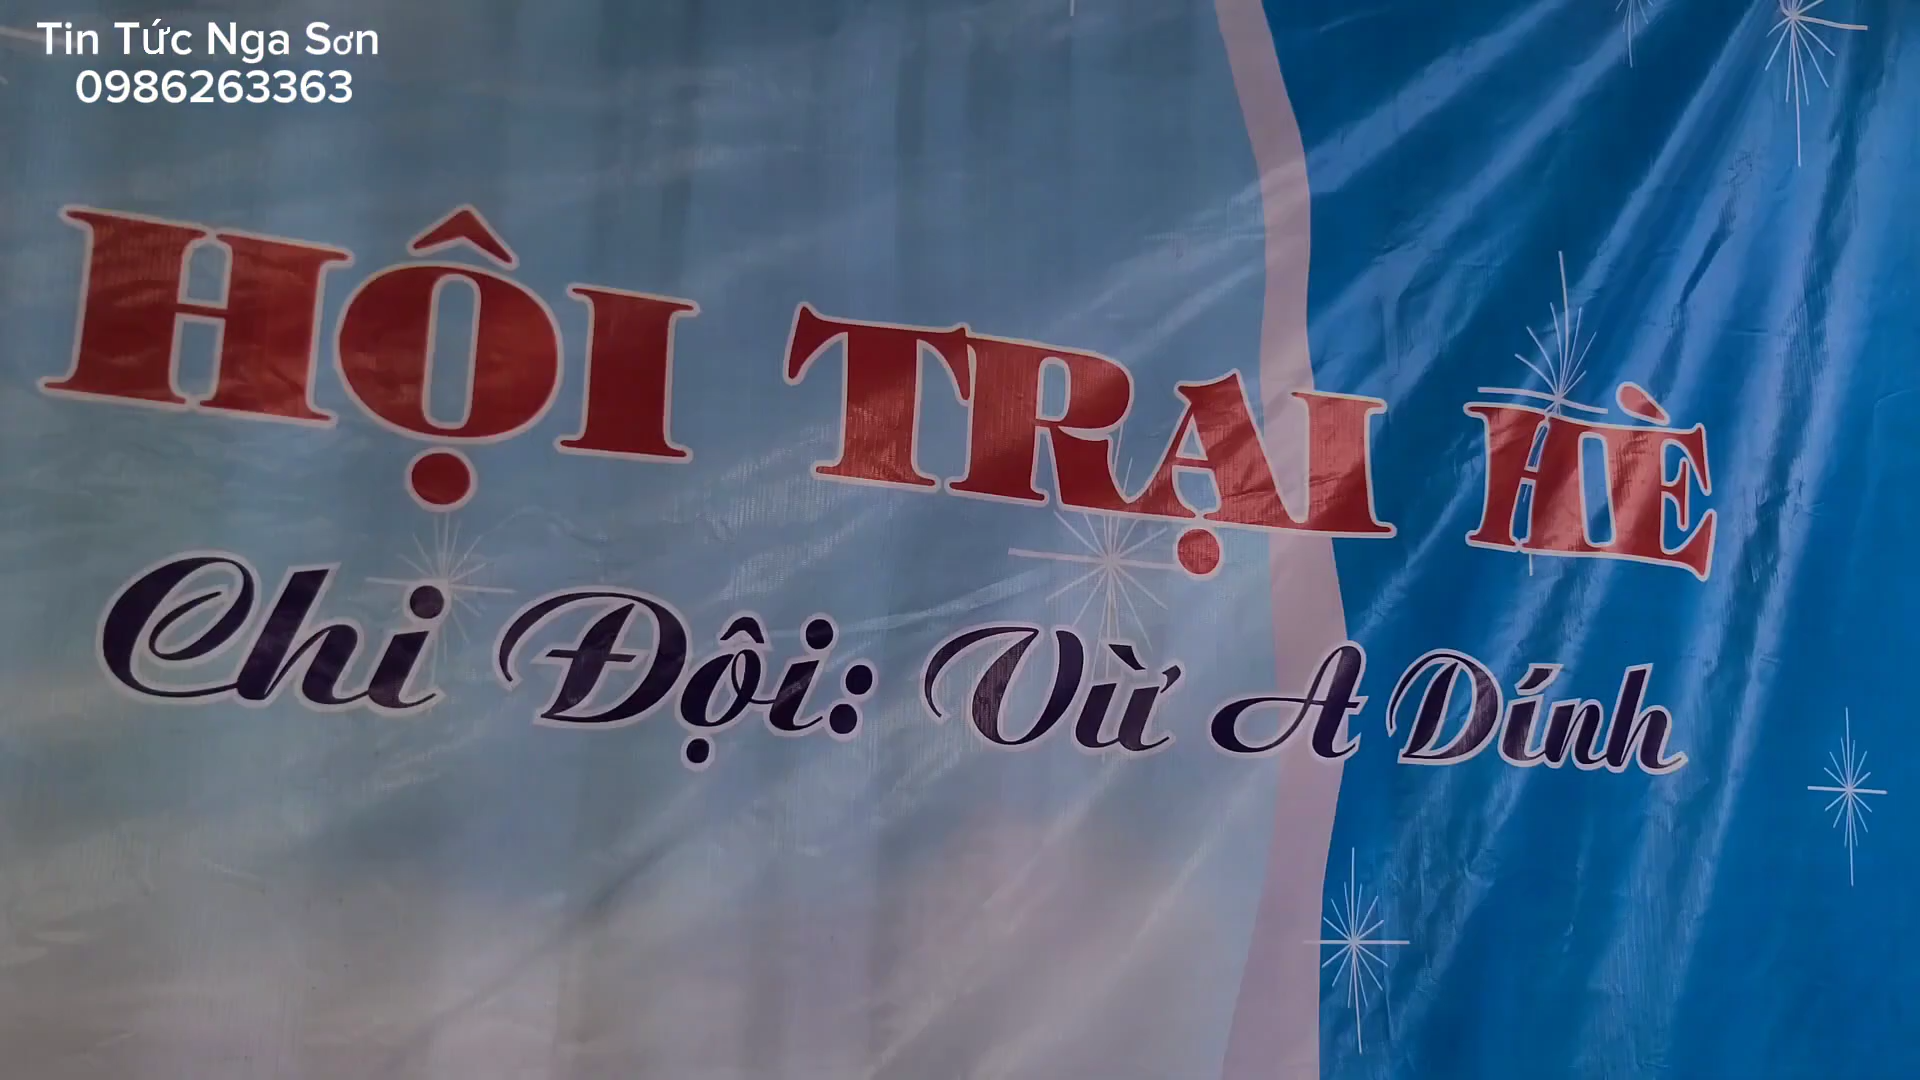 Tin Tức Nga Sơn
0986263363
HỘI TRẠI HÈ
Chi Đội: Vừ A Dính